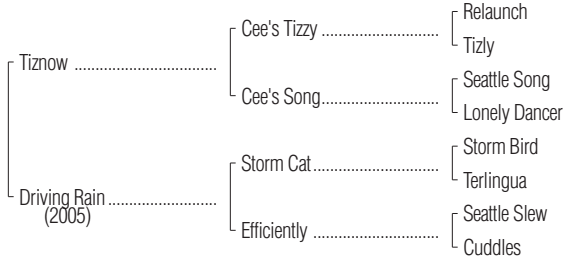 Relaunch
Cee's Tizzy ..............................
Tizly
Tiznow ....................................
Seattle Song
Cee's Song..............................
Lonely Dancer
Storm Bird
Storm Cat................................
Terlingua
Driving Rain ...........................
(2005)
Seattle Slew
Efficiently ................................
Cuddles